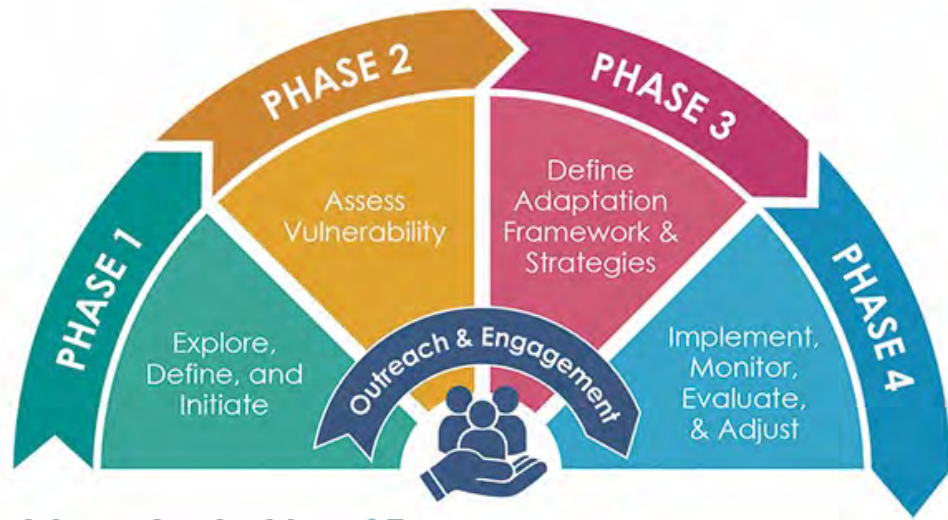 PHASE 1
Explore,
Define, and
Initiate
PHASE 2
Assess
Vulnerability
PHASE 3
Define
Adaptation
Framework &
Strategies
PHASE 4
Implement,
Monitor,
Evaluate,
& Adjust
Outreach & Engagement